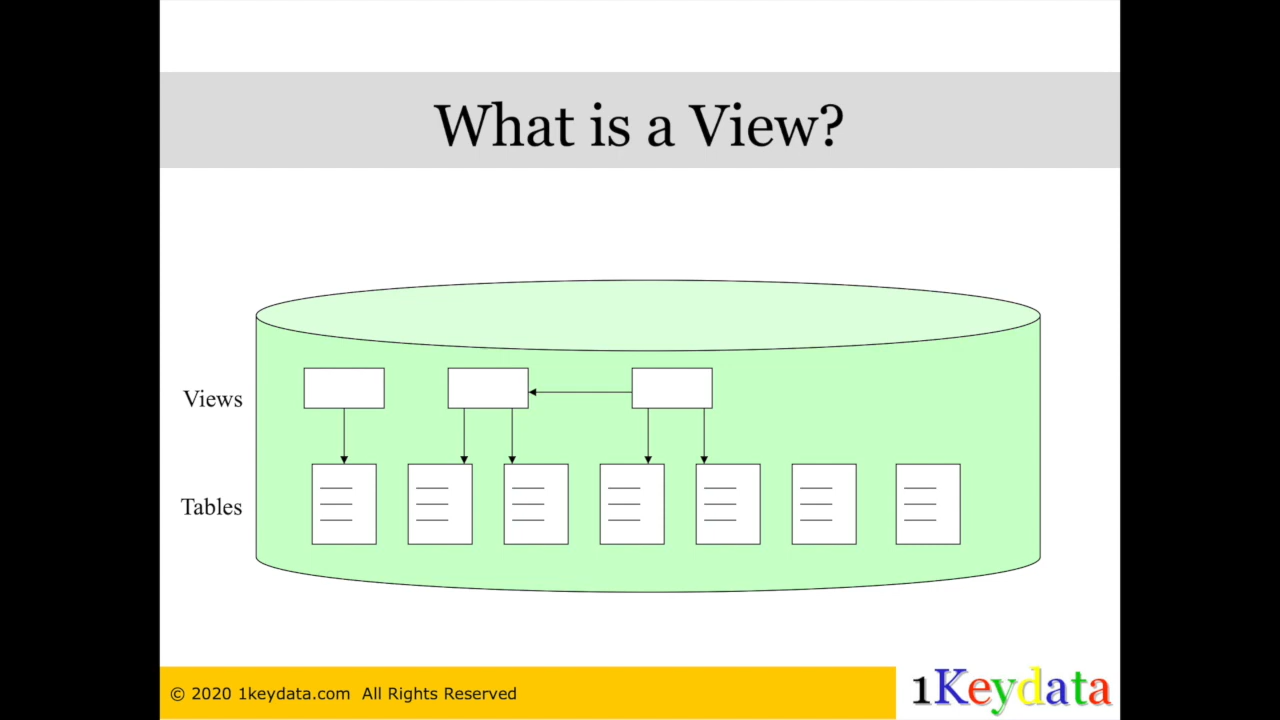 What is a View?
Views
Tables
© 2020 1keydata.com All Rights Reserved
1Keydata